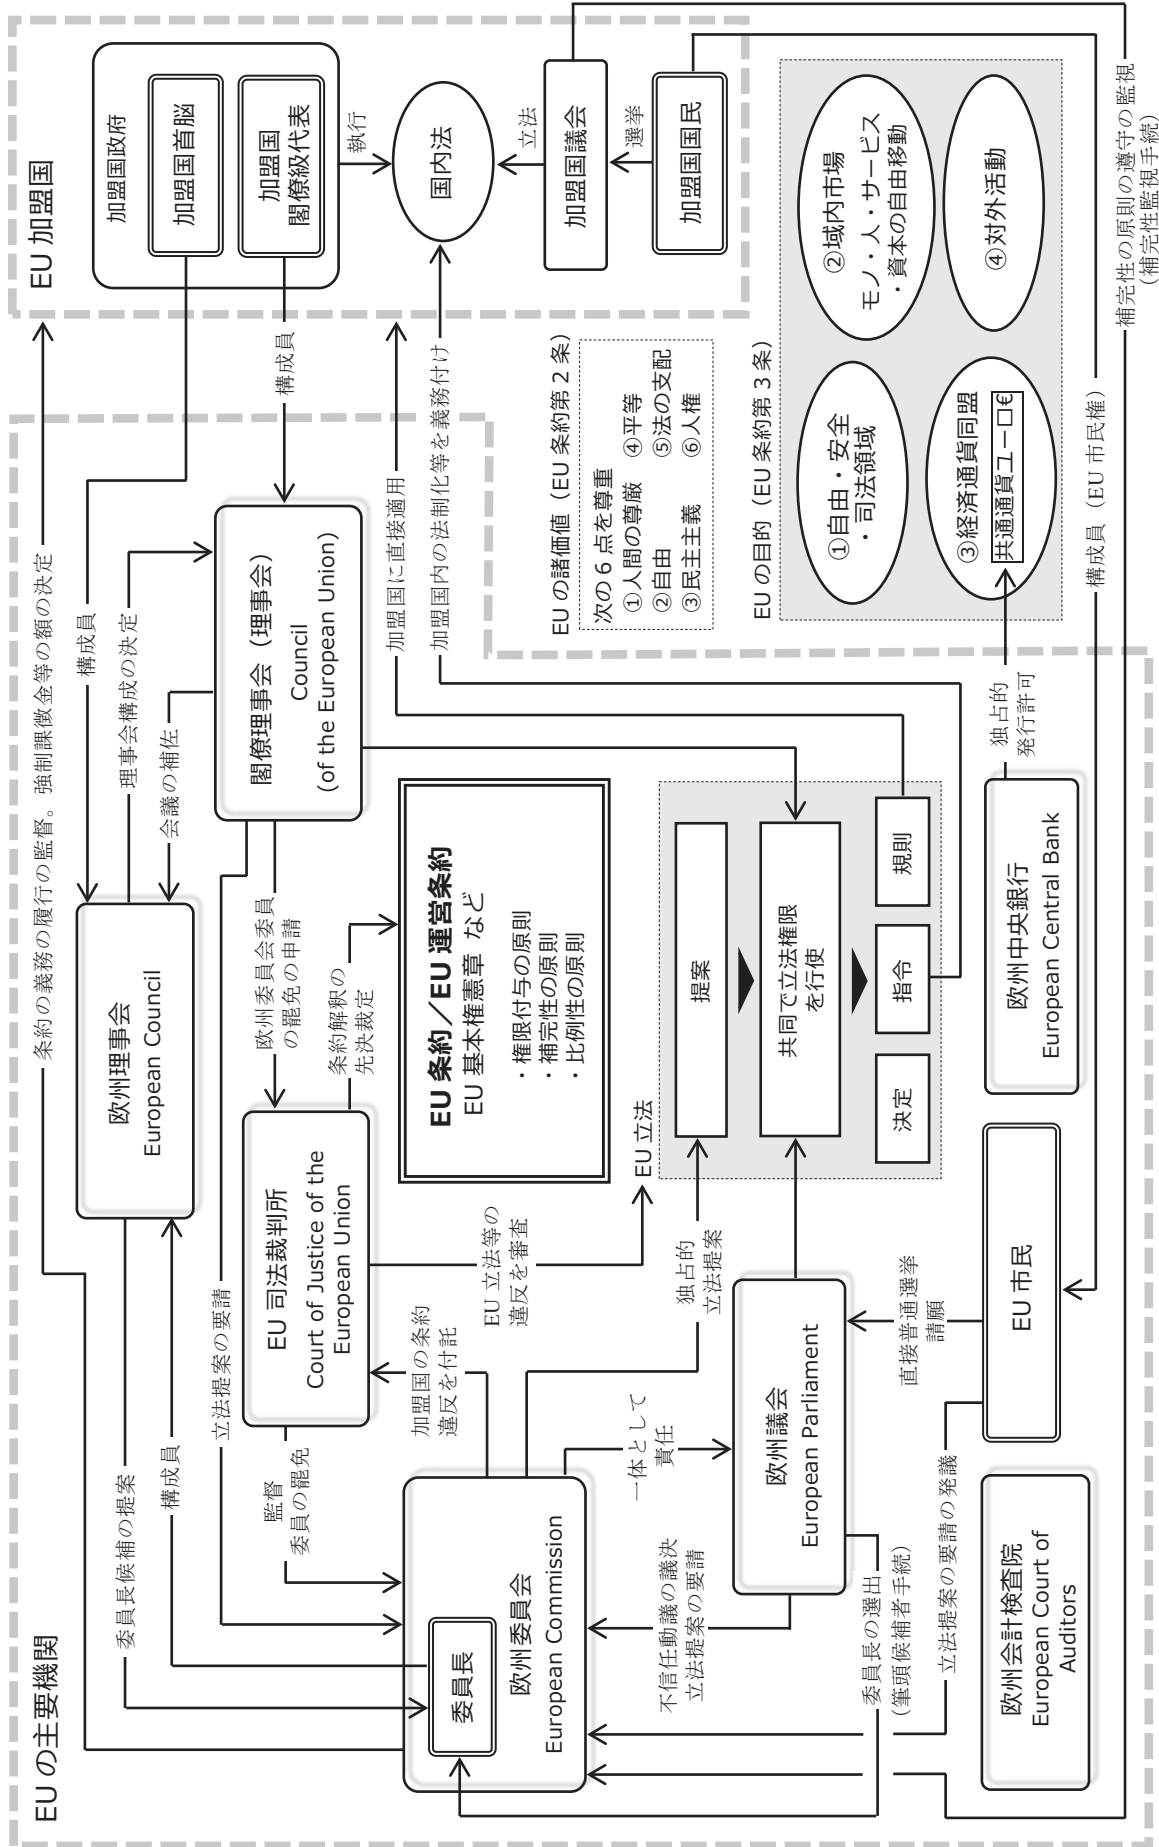 EU の主要機関
EU 加盟国
条約の義務の履行の監督。強制課徴金等の額の決定
構成員
理事会構成の決定
会議の補佐
欧州理事会
European Council
委員長候補の提案
構成員
立法提案の要請
閣僚理事会（理事会）
Council
(of the European Union)
構成員
加盟国政府
加盟国首脳
加盟国
閣僚級代表
執行
国内法
立法
加盟国議会
選挙
加盟国国民
欧州委員会委員
の罷免の申請
条約解釈の
先決裁定
EU 司法裁判所
Court of Justice of the
European Union
監督
委員の罷免
加盟国の条約
違反を付託
EU 立法等の
違反を審査
EU 条約／EU 運営条約
EU 基本権憲章 など
・権限付与の原則
・補完性の原則
・比例性の原則
加盟国に直接適用
加盟国内の法制化等を義務付け
委員長
欧州委員会
European Commission
独占的
立法提案
一体として
責任
不信任動議の議決
立法提案の要請
EU 立法
提案
共同で立法権限
を行使
決定
指令
規則
欧州議会
European Parliament
委員長の選出
（筆頭候補者手続）
直接普通選挙
請願
立法提案の要請の発議
EU 市民
欧州会計検査院
European Court of
Auditors
欧州中央銀行
European Central Bank
独占的
発行許可
EU の諸価値（EU 条約第 2 条）
次の 6 点を尊重
①人間の尊厳 ④平等
②自由 ⑤法の支配
③民主主義 ⑥人権
EU の目的（EU 条約第 3 条）
①自由・安全
・司法領域
②域内市場
モノ・人・サービス
・資本の自由移動
③経済通貨同盟
共通通貨ユーロ€
④対外活動
構成員（EU 市民権）
補完性の原則の遵守の監視
（補完性監視手続）